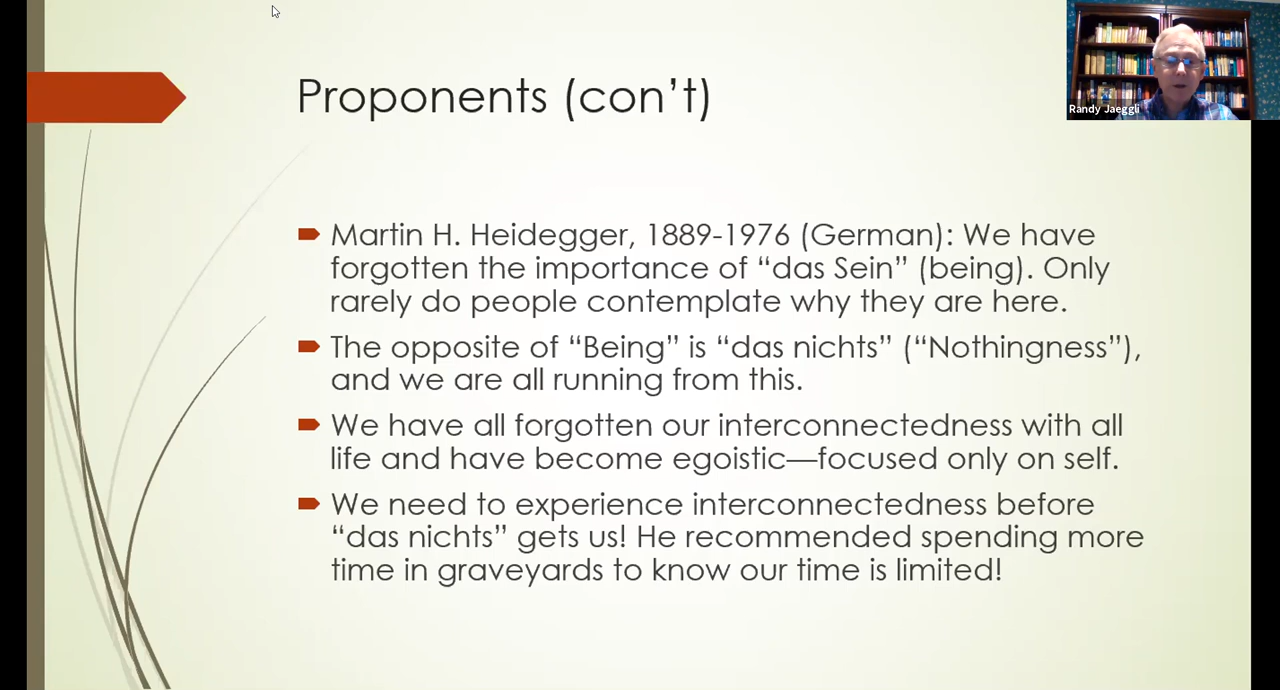 Proponents (con’t)
Randy Jaeggli
Martin H. Heidegger, 1889-1976 (German): We have
forgotten the importance of “das Sein” (being). Only
rarely do people contemplate why they are here.
The opposite of “Being” is “das nichts” (“Nothingness”),
and we are all running from this.
We have all forgotten our interconnectedness with all
life and have become egoistic—focused only on self.
We need to experience interconnectedness before
“das nichts” gets us! He recommended spending more
time in graveyards to know our time is limited!